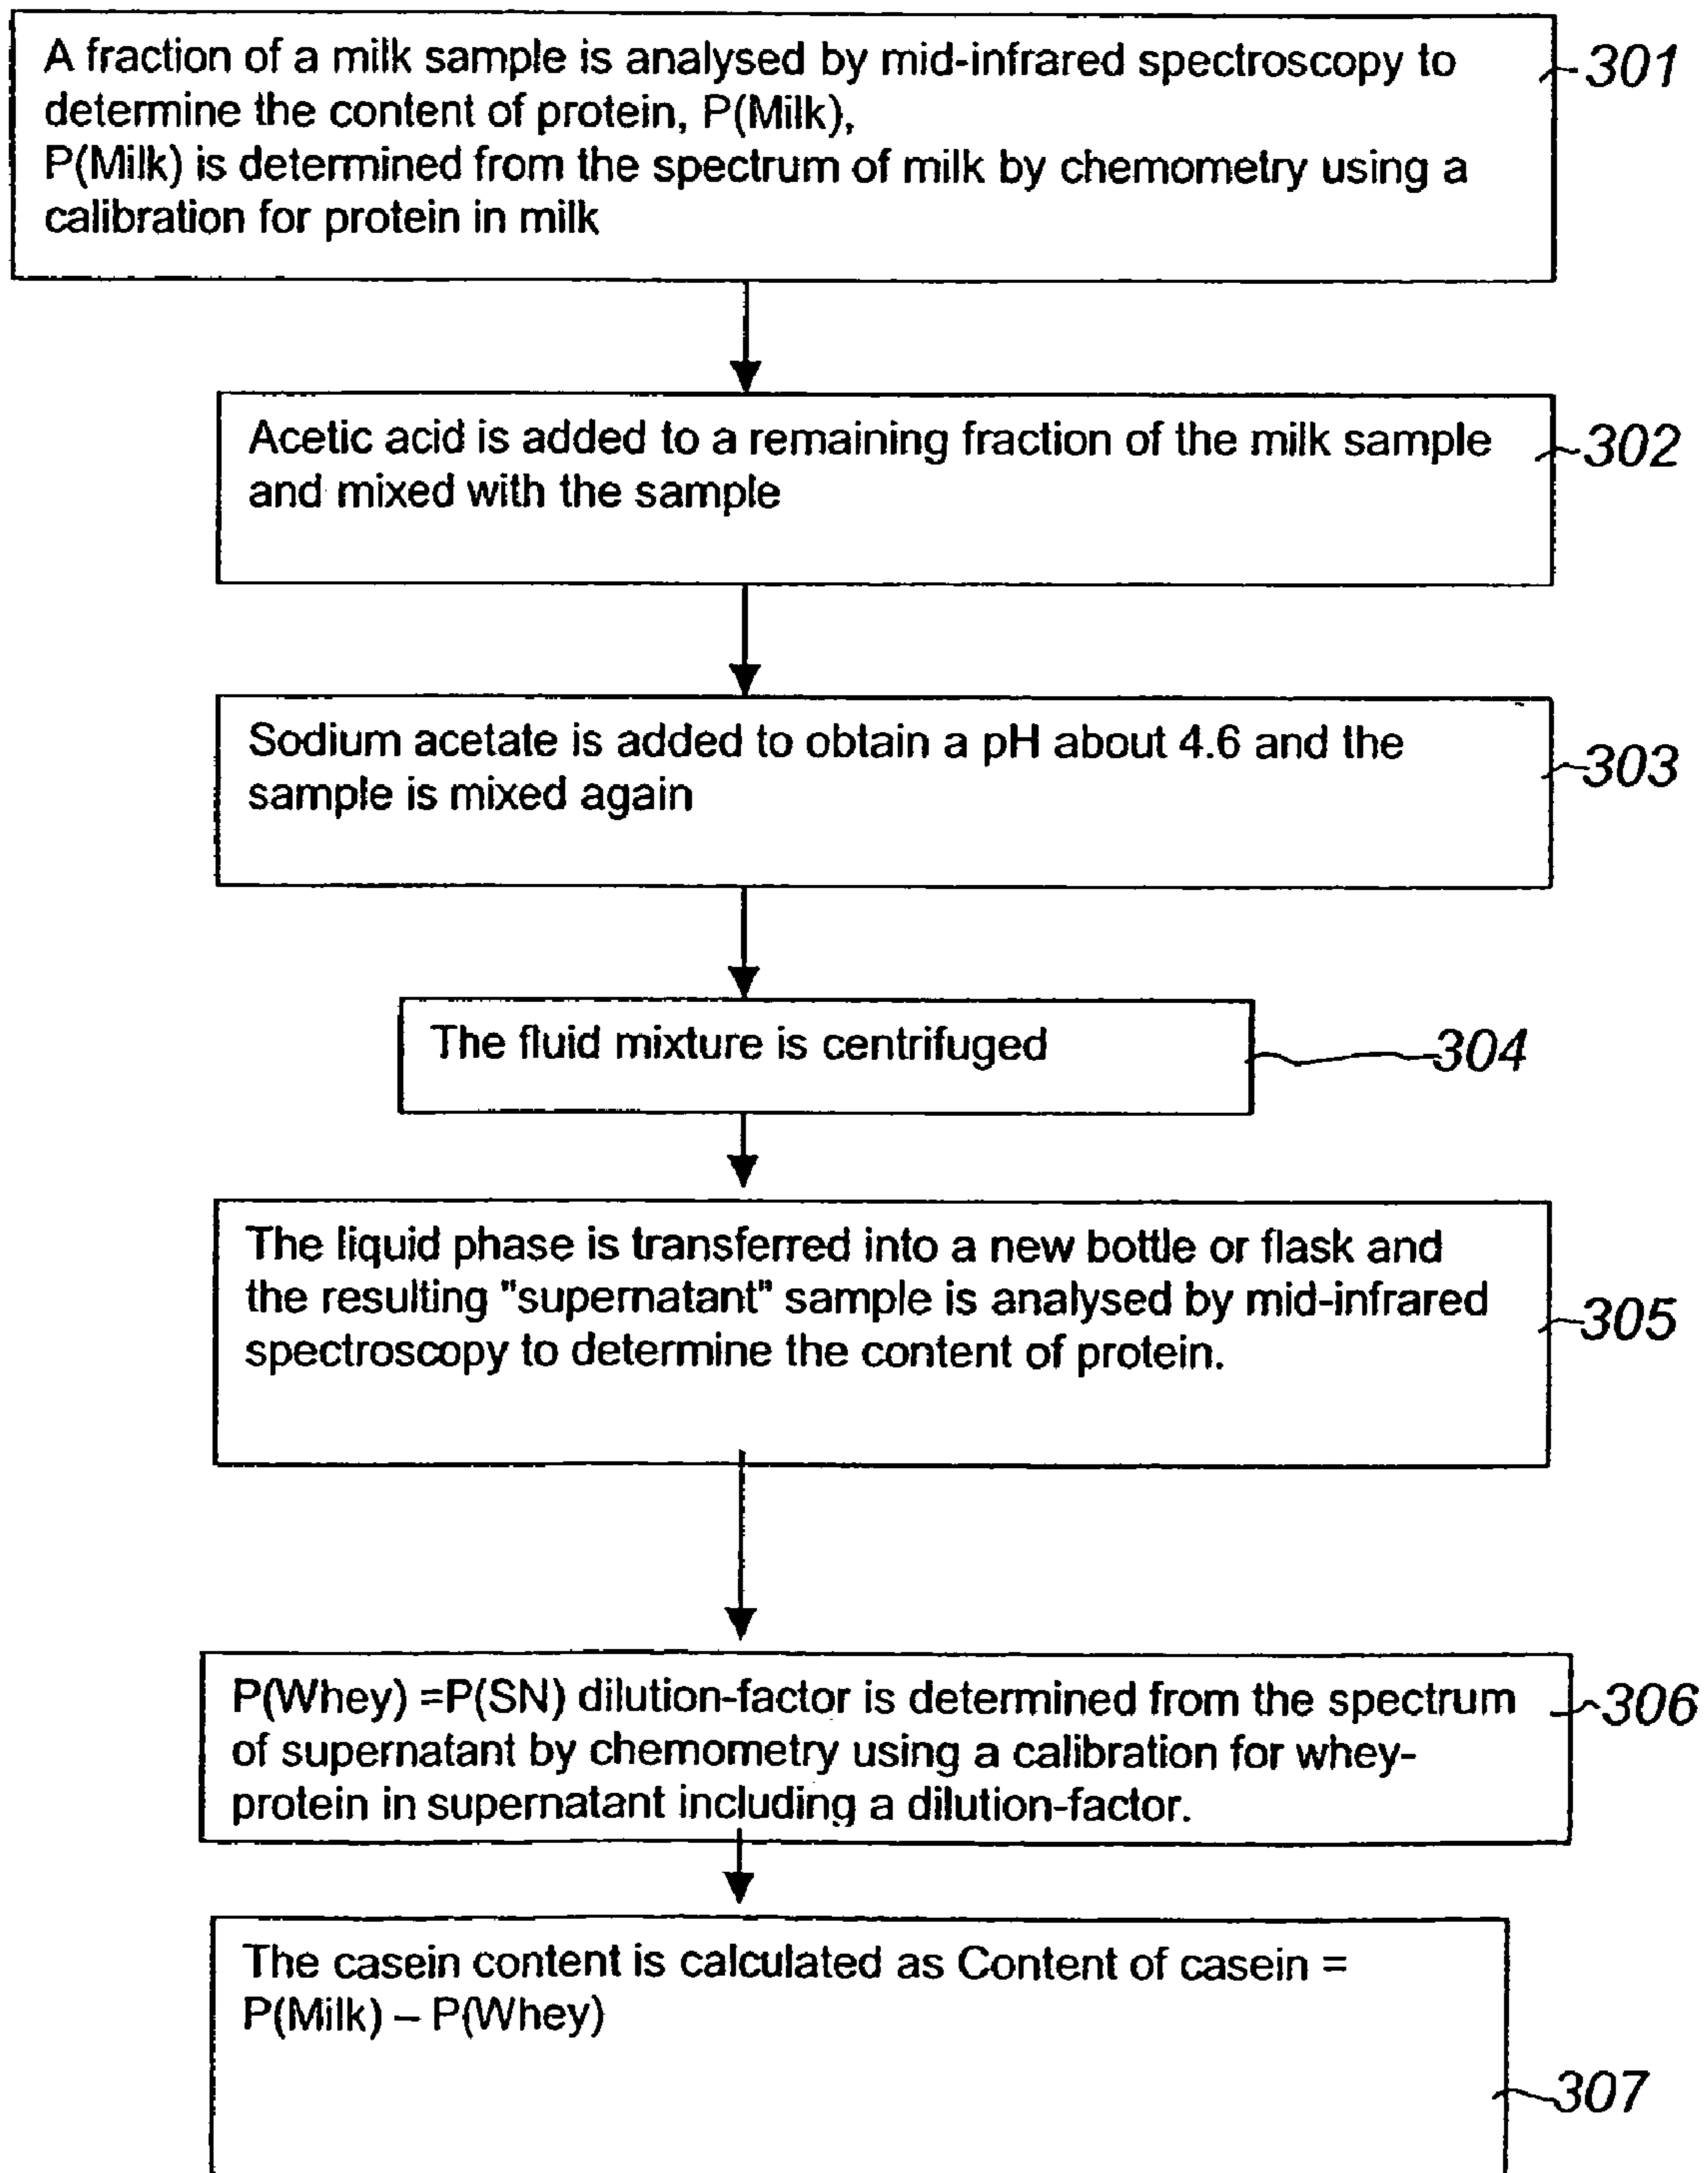 A fraction of a milk sample is analysed by mid-infrared spectroscopy to
determine the content of protein, P(Milk),
P(Milk) is determined from the spectrum of milk by chemometry using a
calibration for protein in milk
301
Acetic acid is added to a remaining fraction of the milk sample
and mixed with the sample
302
Sodium acetate is added to obtain a pH about 4.6 and the
sample is mixed again
303
The fluid mixture is centrifuged
304
The liquid phase is transferred into a new bottle or flask and
the resulting "supernatant" sample is analysed by mid-infrared
spectroscopy to determine the content of protein.
305
P(Whey) =P(SN) dilution-factor is determined from the spectrum
of supernatant by chemometry using a calibration for whey-
protein in supernatant including a dilution-factor.
306
The casein content is calculated as Content of casein =
P(Milk) – P(Whey)
307